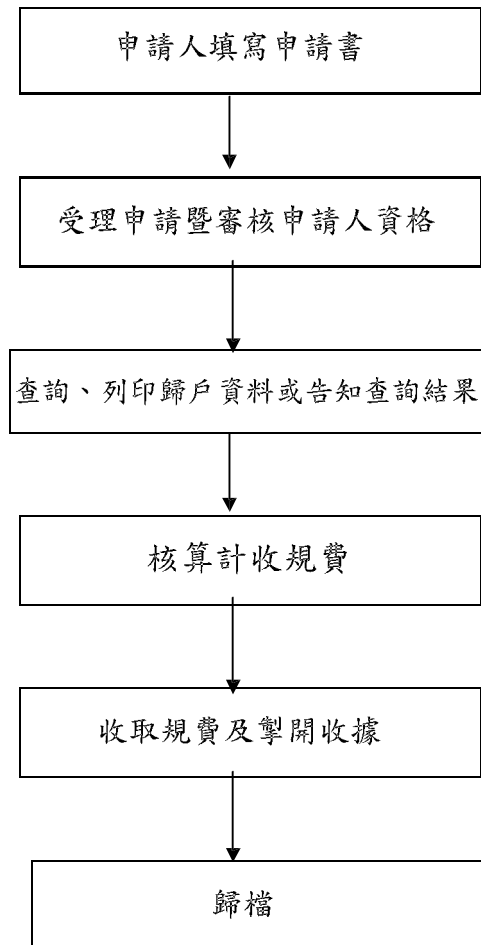 申請人填寫申請書
受理申請暨審核申請人資格
查詢、列印歸戶資料或告知查詢結果
核算計收規費
收取規費及掣開收據
歸檔